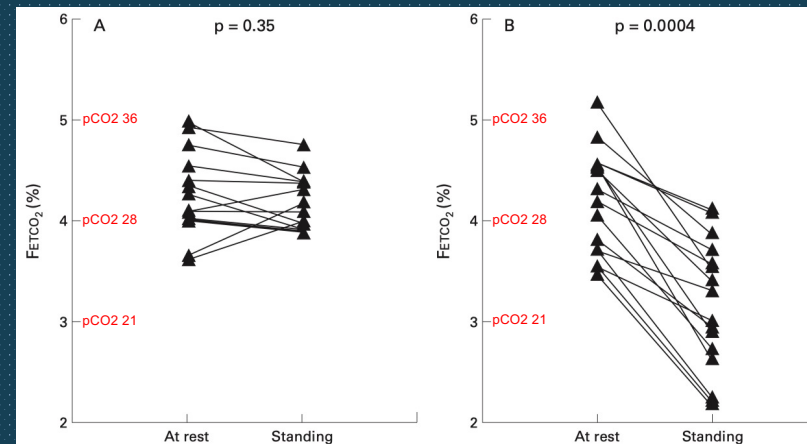 A
p = 0.35
6
5
4
3
2
pCO2 36
pCO2 28
pCO2 21
FETCO₂ (%)
At rest
Standing
B
p = 0.0004
6
5
4
3
2
pCO2 36
pCO2 28
pCO2 21
FETCO₂ (%)
At rest
Standing